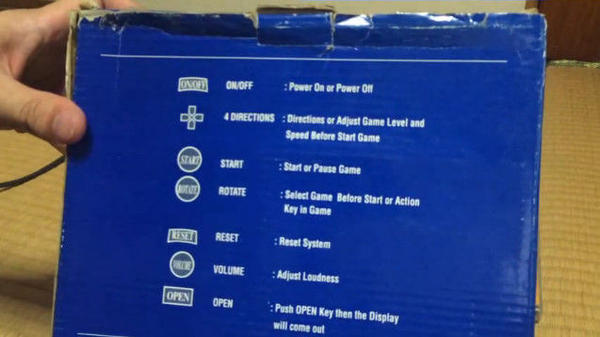 ON/OFF ON/OFF : Power On or Power Off
4 DIRECTIONS : Directions or Adjust Game Level and
Speed Before Start Game
START START : Start or Pause Game
ROTATE ROTATE : Select Game Before Start or Action
Key in Game
RESET RESET : Reset System
VOLUME VOLUME : Adjust Loudness
OPEN OPEN : Push OPEN Key then the Display
will come out